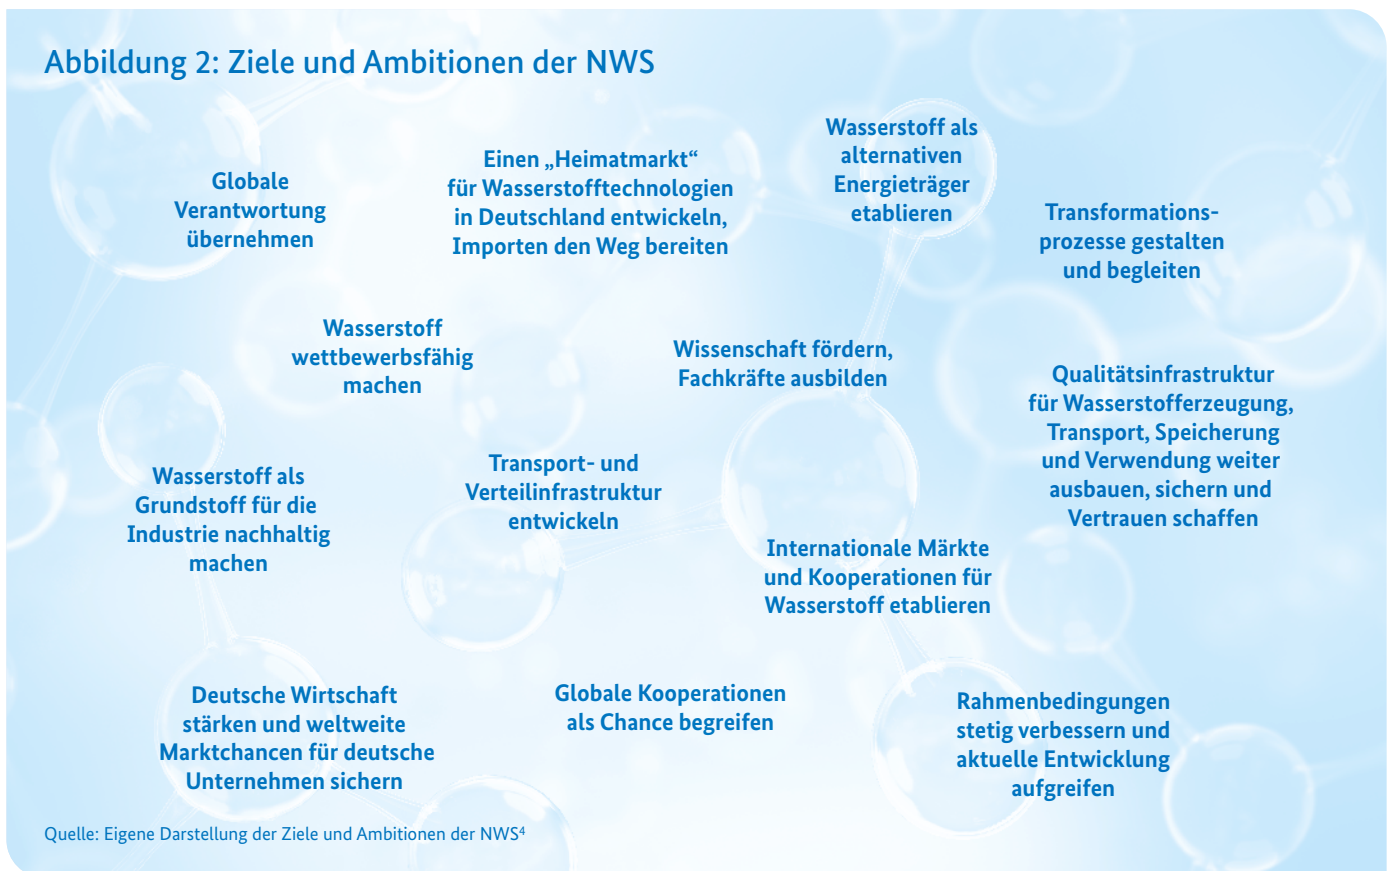 Abbildung 2: Ziele und Ambitionen der NWS
Globale
Verantwortung
übernehmen
Einen „Heimatmarkt“
für Wasserstofftechnologien
in Deutschland entwickeln,
Importen den Weg bereiten
Wasserstoff als
alternativen
Energieträger
etablieren
Transformations-
prozesse gestalten
und begleiten
Wasserstoff
wettbewerbsfähig
machen
Wissenschaft fördern,
Fachkräfte ausbilden
Qualitätsinfrastruktur
für Wasserstofferzeugung,
Transport, Speicherung
und Verwendung weiter
ausbauen, sichern und
Vertrauen schaffen
Wasserstoff als
Grundstoff für die
Industrie nachhaltig
machen
Transport- und
Verteilinfrastruktur
entwickeln
Internationale Märkte
und Kooperationen für
Wasserstoff etablieren
Deutsche Wirtschaft
stärken und weltweite
Marktchancen für deutsche
Unternehmen sichern
Globale Kooperationen
als Chance begreifen
Rahmenbedingungen
stetig verbessern und
aktuelle Entwicklung
aufgreifen
Quelle: Eigene Darstellung der Ziele und Ambitionen der NWS⁴